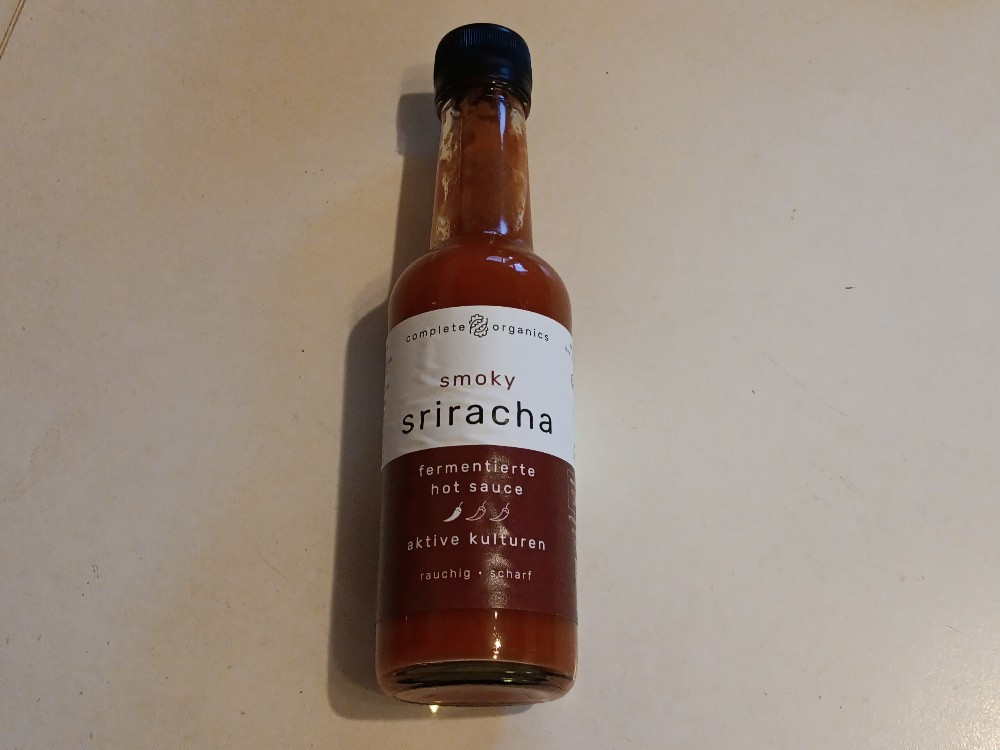 complete organics
smoky
sriracha
fermentierte
hot sauce
aktive kulturen
rauchig • scharf